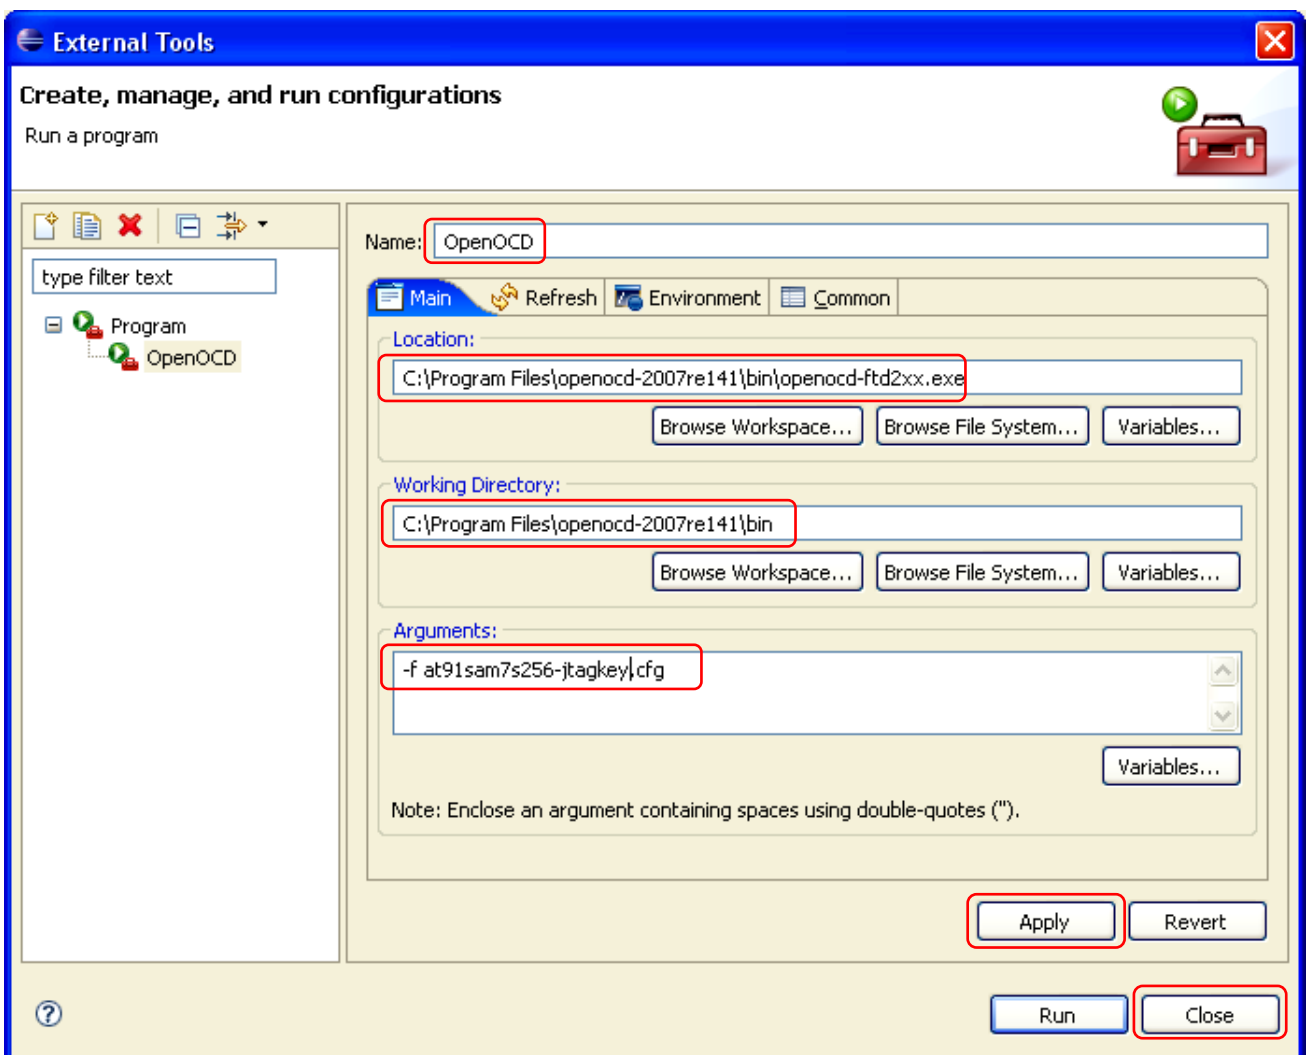 External Tools
Create, manage, and run configurations
Run a program
type filter text
Program
OpenOCD
Name: OpenOCD
Main Refresh Environment Common
Location:
C:\Program Files\openocd-2007re141\bin\openocd-ftd2xx.exe
Browse Workspace... Browse File System... Variables...
Working Directory:
C:\Program Files\openocd-2007re141\bin
Browse Workspace... Browse File System... Variables...
Arguments:
-f at91sam7s256-jtagkey.cfg
Variables...
Note: Enclose an argument containing spaces using double-quotes (").
Apply Revert
Run Close